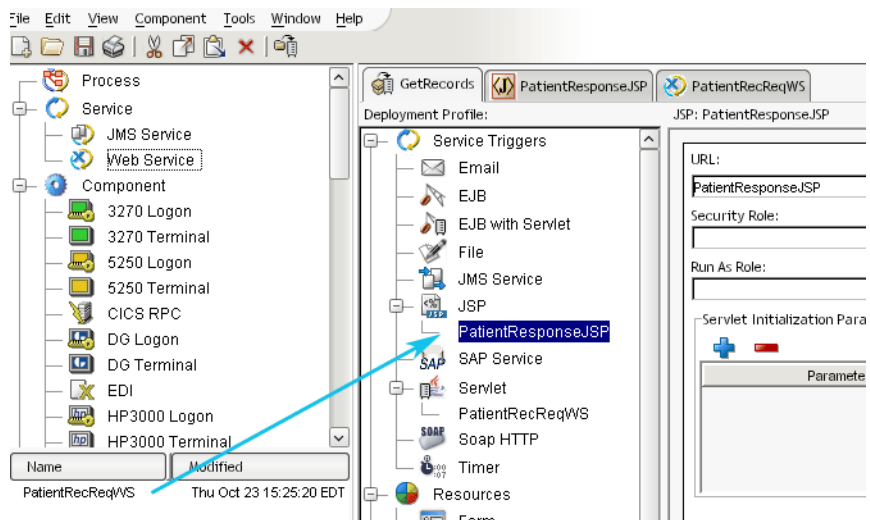 File Edit View Component Tools Window Help
Process
Service
JMS Service
Web Service
Component
3270 Logon
3270 Terminal
5250 Logon
5250 Terminal
CICS RPC
DG Logon
DG Terminal
EDI
HP3000 Logon
HP3000 Terminal
Name Modified
PatientRecReqWS Thu Oct 23 15:25:20 EDT
GetRecords PatientResponseJSP PatientRecReqWS
Deployment Profile:
Service Triggers
Email
EJB
EJB with Servlet
File
JMS Service
JSP
PatientResponseJSP
SAP Service
Servlet
PatientRecReqWS
Soap HTTP
Timer
Resources
Form
JSP: PatientResponseJSP
URL:
PatientResponseJSP
Security Role:
Run As Role:
Servlet Initialization Para
Paramete